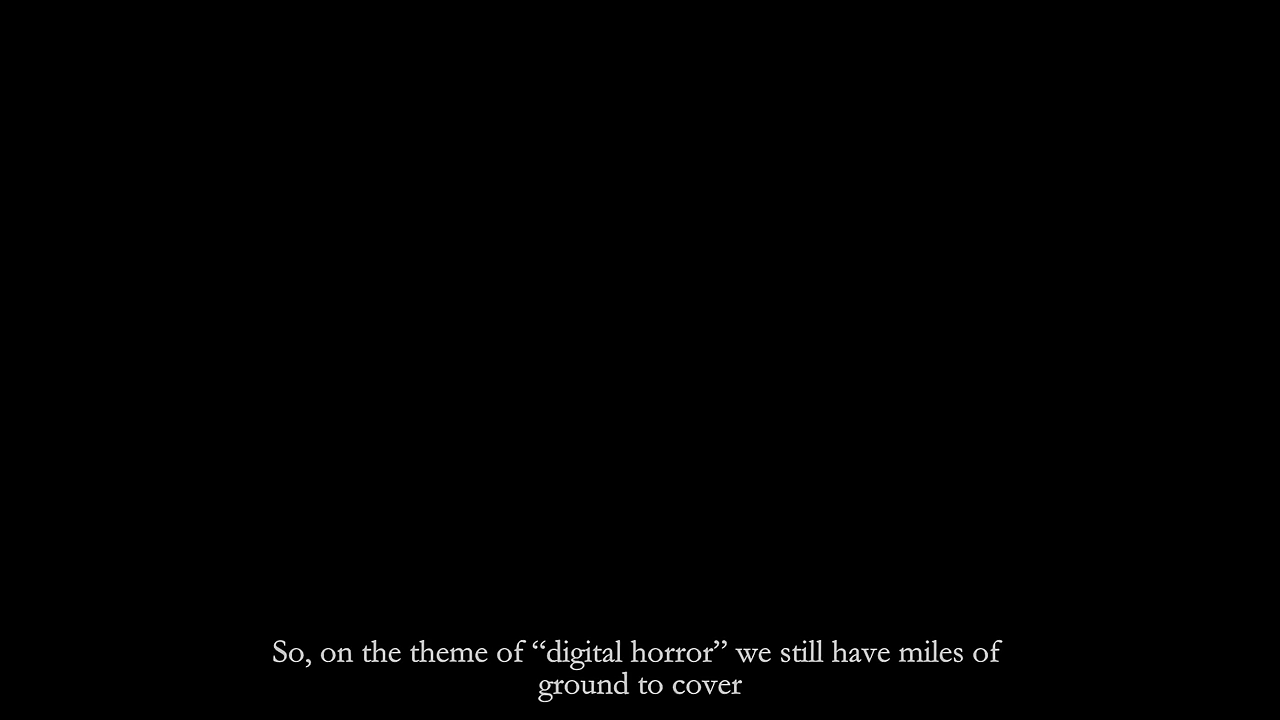 So, on the theme of “digital horror” we still have miles of
ground to cover